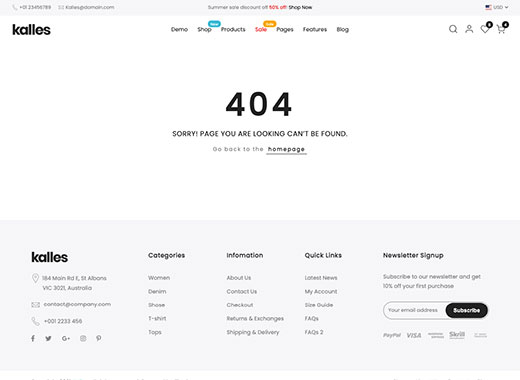 +01 23456789 Kalles@domain.com Summer sale discount off 50% off! Shop Now USD
kalles Demo Shop New Products Sale Pages Features Blog
404
SORRY! PAGE YOU ARE LOOKING CAN'T BE FOUND.
Go back to the homepage
kalles
184 Main Rd E, St Albans
VIC 3021, Australia
contact@company.com
+001 2233 456
Categories
Women
Denim
Shose
T-shirt
Tops
Infomation
About Us
Contact Us
Checkout
Returns & Exchanges
Shipping & Delivery
Quick Links
Latest News
My Account
Size Guide
FAQs
FAQs 2
Newsletter Signup
Subscribe to our newsletter and get
10% off your first purchase
Your email address Subscribe
PayPal VISA Skrill